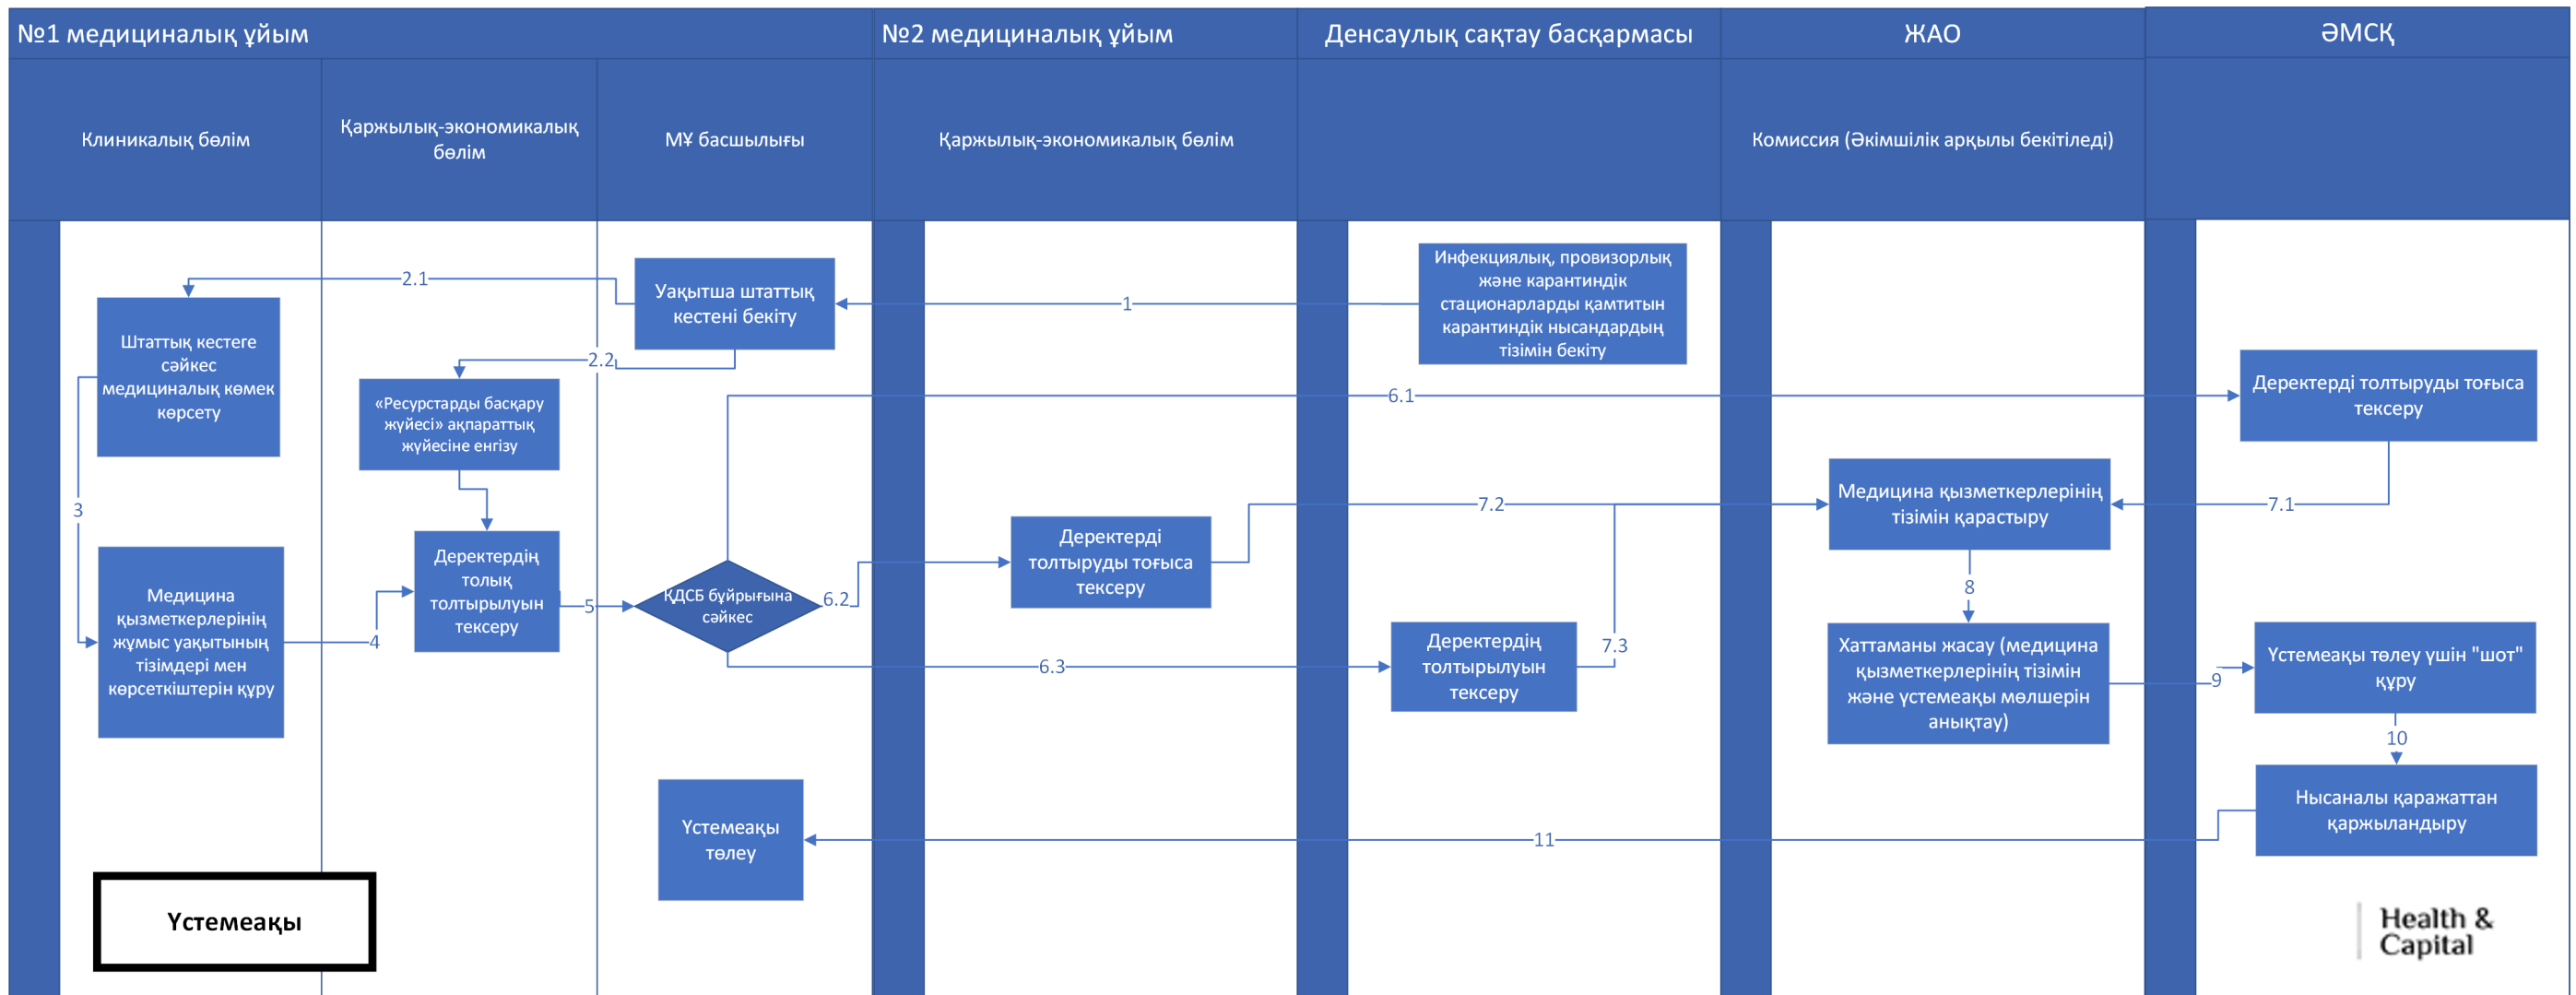 №1 медициналық ұйым
№2 медициналық ұйым
Денсаулық сақтау басқармасы
ЖАО
ӘМСҚ
Клиникалық бөлім
Қаржылық-экономикалық
бөлім
МҰ басшылығы
Қаржылық-экономикалық бөлім
Комиссия (Әкімшілік арқылы бекітіледі)
Инфекциялық, провизорлық
және карантиндік
стационарларды қамтитын
карантиндік нысандардың
тізімін бекіту
1
Уақытша штаттық
кестені бекіту
2.1
Штаттық кестеге
сәйкес
медициналық көмек
көрсету
2.2
«Ресурстарды басқару
жүйесі» ақпараттық
жүйесіне енгізу
3
Медицина
қызметкерлерінің
жұмыс уақытының
тізімдері мен
көрсеткіштерін құру
4
Деректердің
толық
толтырылуын
тексеру
5
ҚДСБ бұйрығына
сәйкес
6.1
Деректерді толтыруды тоғыса
тексеру
6.2
Деректерді
толтыруды тоғыса
тексеру
6.3
Деректердің
толтырылуын
тексеру
7.1
7.2
7.3
Медицина қызметкерлерінің
тізімін қарастыру
8
Хаттаманы жасау (медицина
қызметкерлерінің тізімін
және үстемеақы мөлшерін
анықтау)
9
Үстемеақы төлеу үшін "шот"
құру
10
Нысаналы қаражаттан
қаржыландыру
11
Үстемеақы
төлеу
Үстемеақы
Health &
Capital